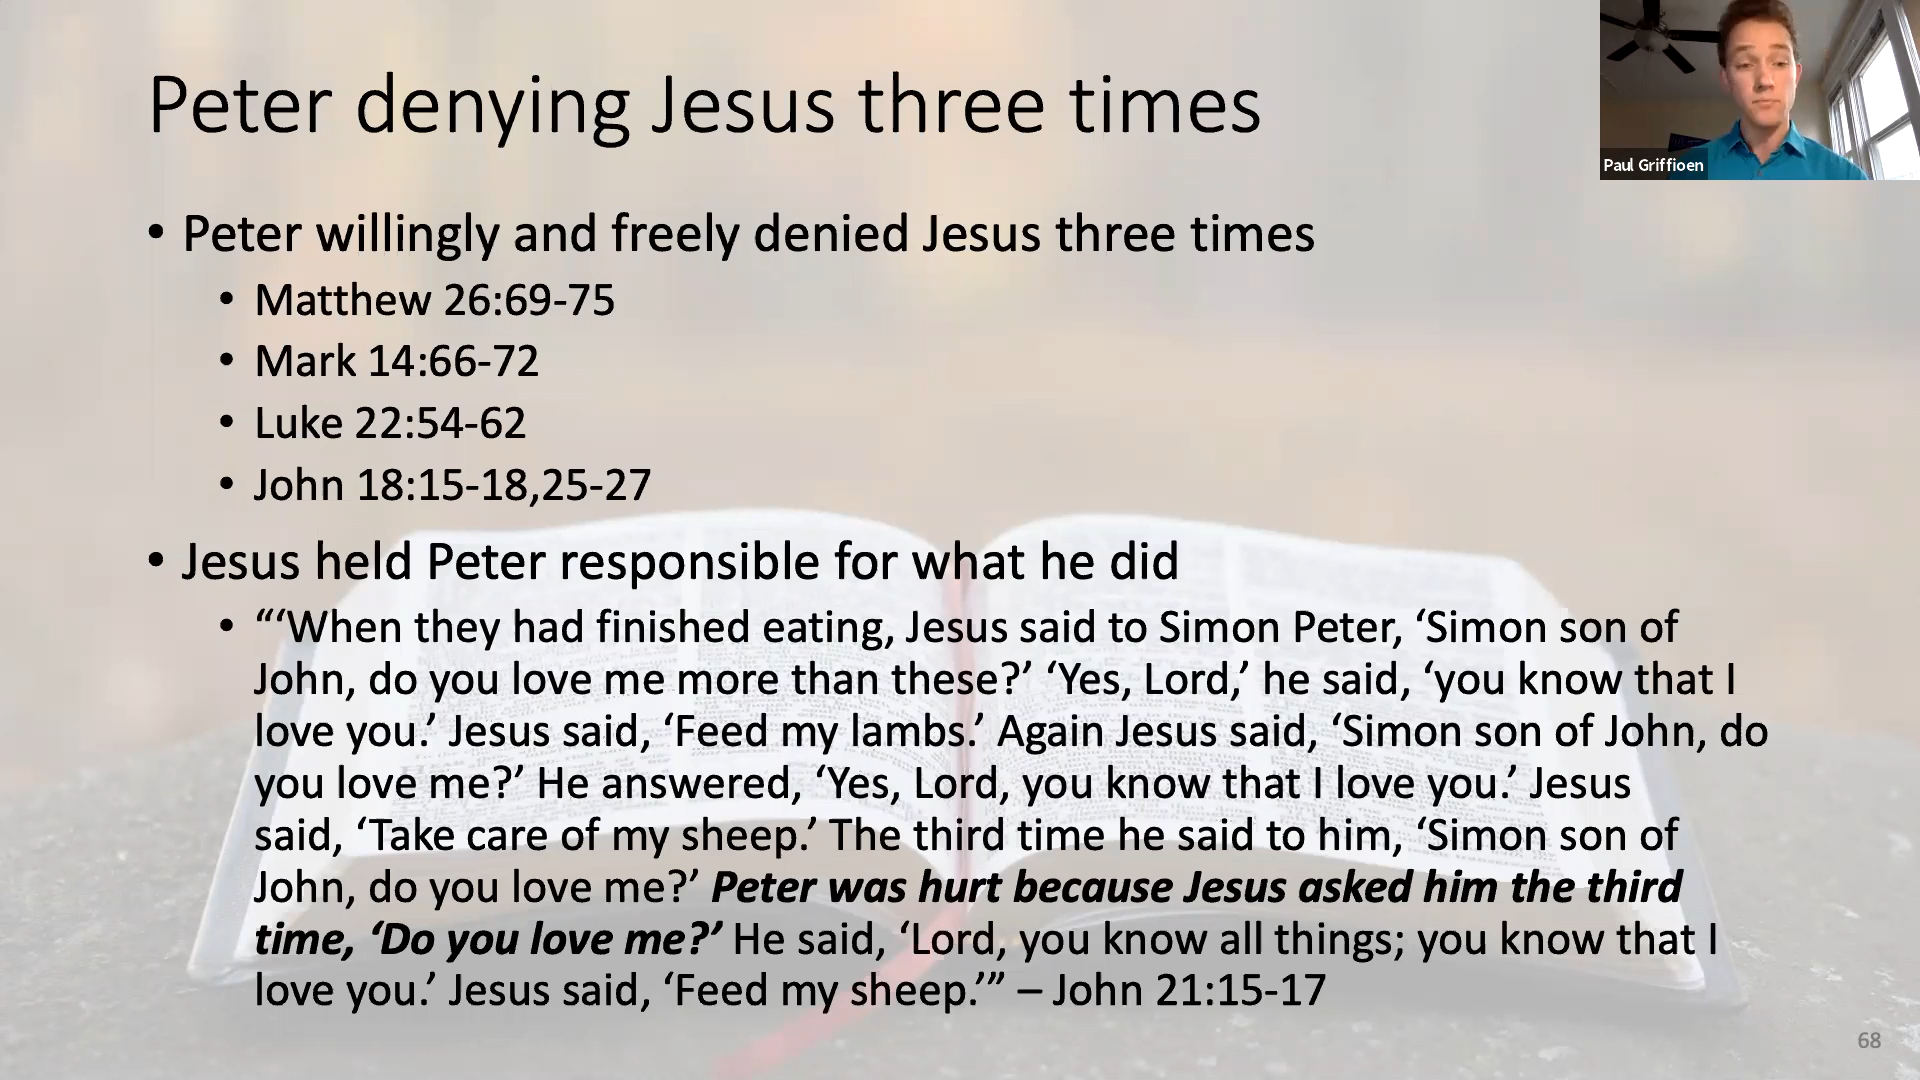 Peter denying Jesus three times
Paul Griffioen
• Peter willingly and freely denied Jesus three times
• Matthew 26:69-75
• Mark 14:66-72
• Luke 22:54-62
• John 18:15-18,25-27
• Jesus held Peter responsible for what he did
• “‘When they had finished eating, Jesus said to Simon Peter, ‘Simon son of
John, do you love me more than these?’ ‘Yes, Lord,’ he said, ‘you know that I
love you.’ Jesus said, ‘Feed my lambs.’ Again Jesus said, ‘Simon son of John, do
you love me?’ He answered, ‘Yes, Lord, you know that I love you.’ Jesus
said, ‘Take care of my sheep.’ The third time he said to him, ‘Simon son of
John, do you love me?’ Peter was hurt because Jesus asked him the third
time, ‘Do you love me?’ He said, ‘Lord, you know all things; you know that I
love you.’ Jesus said, ‘Feed my sheep.’” – John 21:15-17
68